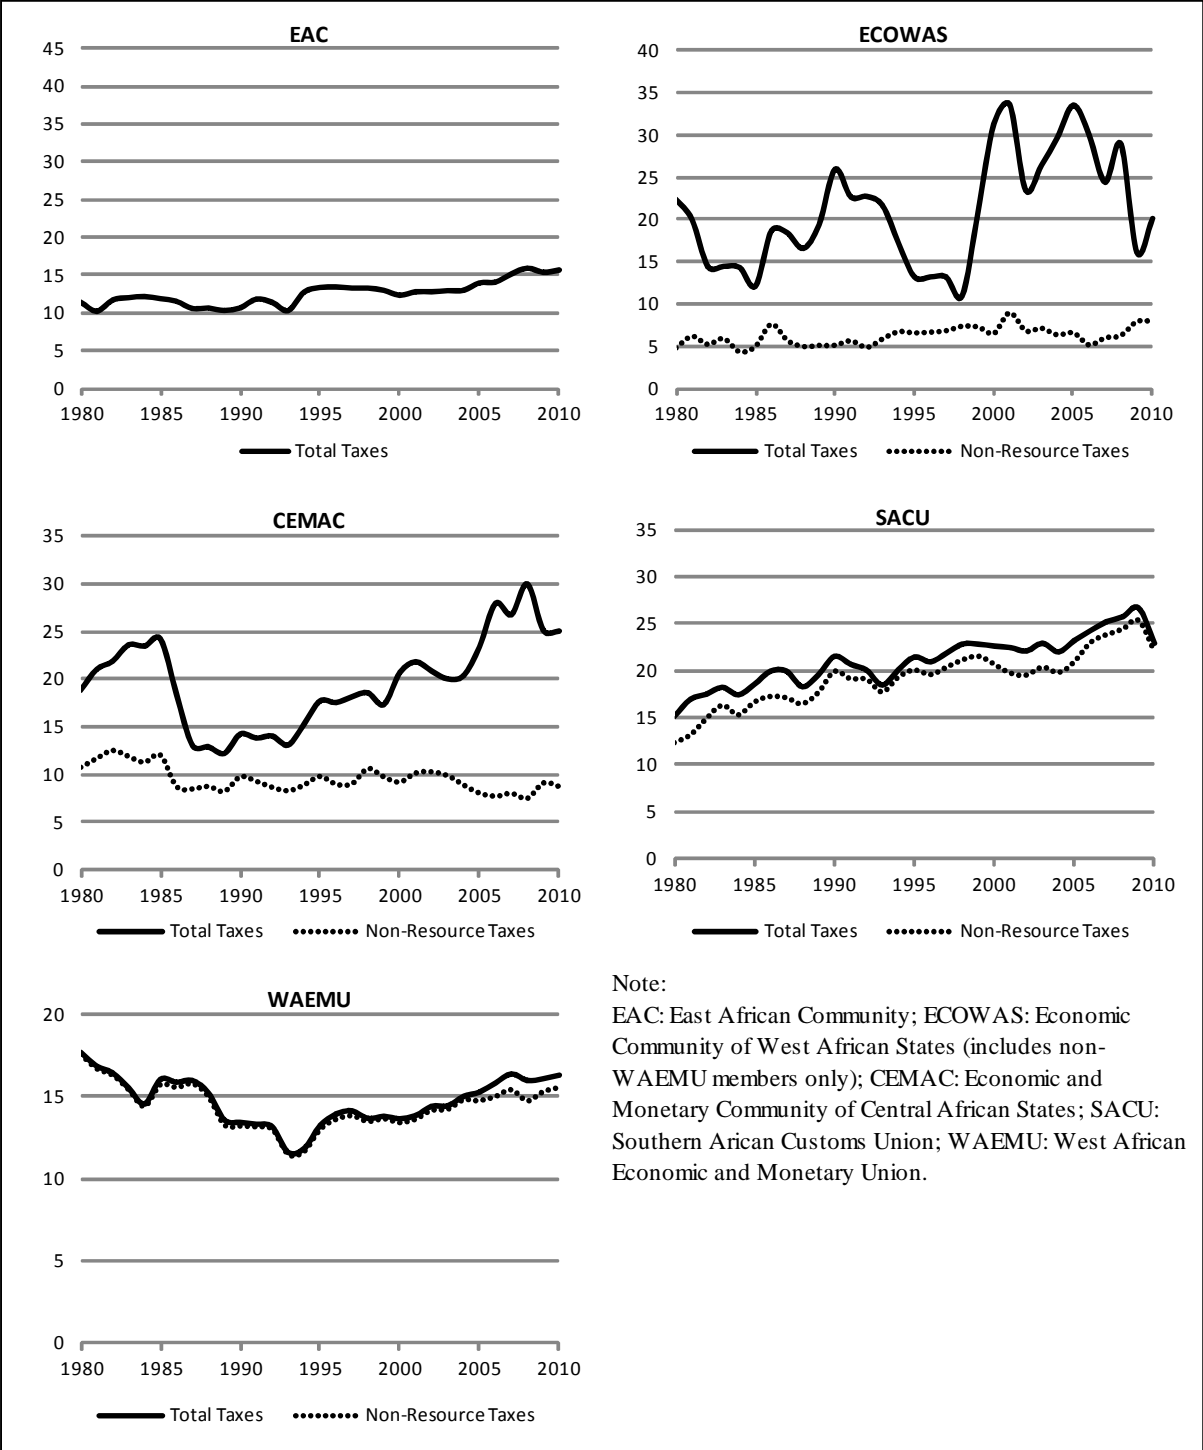 EAC
45
40
35
30
25
20
15
10
5
0
1980 1985 1990 1995 2000 2005 2010
Total Taxes
ECOWAS
40
35
30
25
20
15
10
5
0
1980 1985 1990 1995 2000 2005 2010
Total Taxes Non-Resource Taxes
CEMAC
35
30
25
20
15
10
5
0
1980 1985 1990 1995 2000 2005 2010
Total Taxes Non-Resource Taxes
SACU
35
30
25
20
15
10
5
0
1980 1985 1990 1995 2000 2005 2010
Total Taxes Non-Resource Taxes
WAEMU
20
15
10
5
0
1980 1985 1990 1995 2000 2005 2010
Total Taxes Non-Resource Taxes
Note:
EAC: East African Community; ECOWAS: Economic
Community of West African States (includes non-
WAEMU members only); CEMAC: Economic and
Monetary Community of Central African States; SACU:
Southern Arican Customs Union; WAEMU: West African
Economic and Monetary Union.